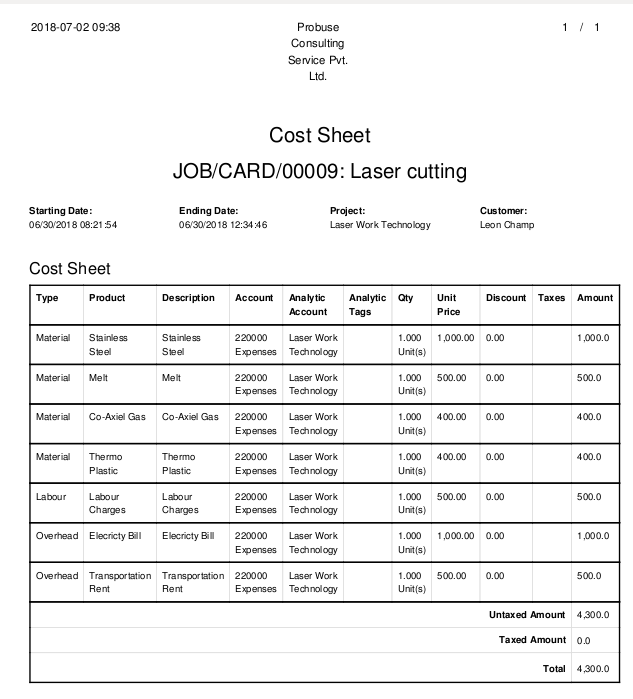 2018-07-02 09:38
Probuse
Consulting
Service Pvt.
Ltd.
1 / 1
Cost Sheet
JOB/CARD/00009: Laser cutting
Starting Date: Ending Date: Project: Customer:
06/30/2018 08:21:54 06/30/2018 12:34:46 Laser Work Technology Leon Champ
Cost Sheet
Type Product Description Account Analytic Analytic Qty Unit Discount Taxes Amount
Account Tags Price
Material Stainless Stainless 220000 Laser Work 1.000 1,000.00 0.00 1,000.0
Steel Steel Expenses Technology Unit(s)
Material Melt Melt 220000 Laser Work 1.000 500.00 0.00 500.0
Expenses Technology Unit(s)
Material Co-Axiel Gas Co-Axiel Gas 220000 Laser Work 1.000 400.00 0.00 400.0
Expenses Technology Unit(s)
Material Thermo Thermo 220000 Laser Work 1.000 400.00 0.00 400.0
Plastic Plastic Expenses Technology Unit(s)
Labour Labour Labour 220000 Laser Work 1.000 500.00 0.00 500.0
Charges Charges Expenses Technology Unit(s)
Overhead Elecricty Bill Elecricty Bill 220000 Laser Work 1.000 1,000.00 0.00 1,000.0
Expenses Technology Unit(s)
Overhead Transportation Transportation 220000 Laser Work 1.000 500.00 0.00 500.0
Rent Rent Expenses Technology Unit(s)
Untaxed Amount 4,300.0
Taxed Amount 0.0
Total 4,300.0